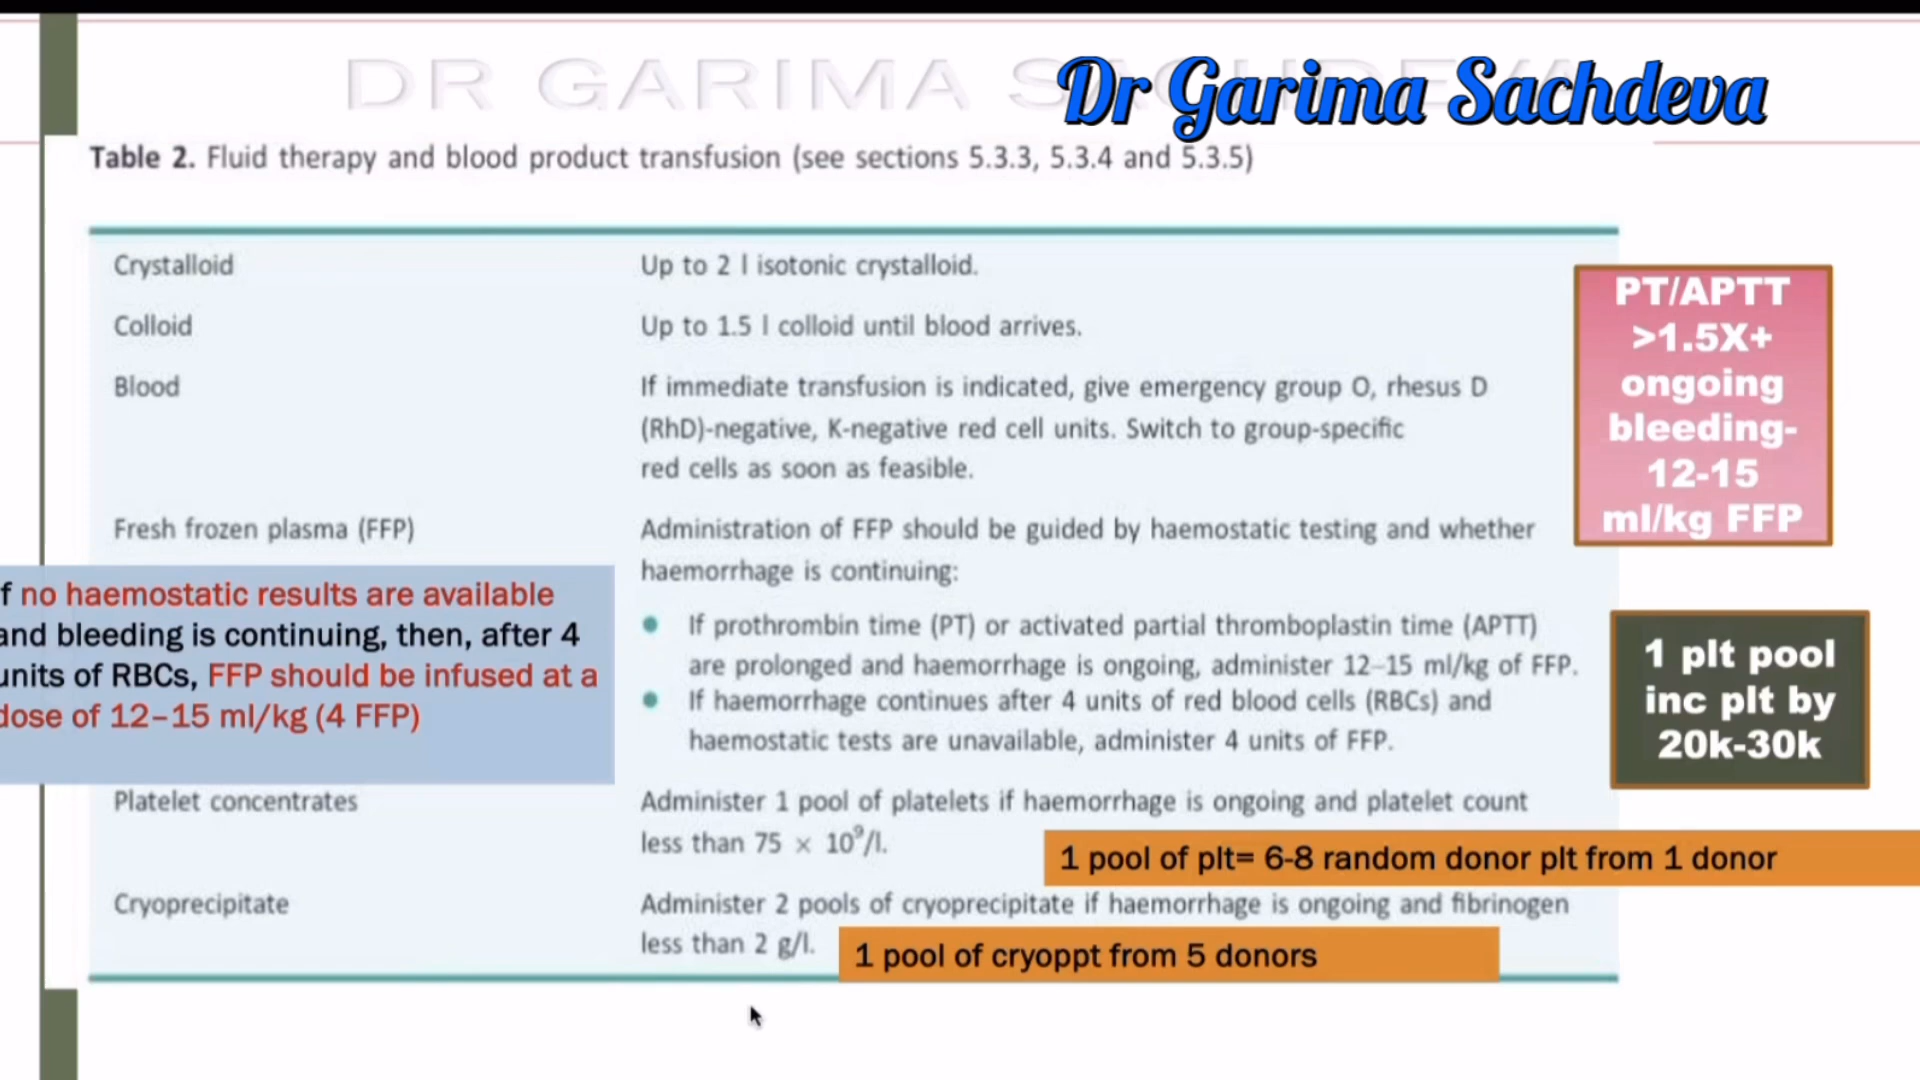 DR GARIMA SACHDEVA
Dr Garima Sachdeva
Table 2. Fluid therapy and blood product transfusion (see sections 5.3.3, 5.3.4 and 5.3.5)
Crystalloid
Up to 2 l isotonic crystalloid.
Colloid
Up to 1.5 l colloid until blood arrives.
Blood
If immediate transfusion is indicated, give emergency group O, rhesus D
(RhD)-negative, K-negative red cell units. Switch to group-specific
red cells as soon as feasible.
PT/APTT
>1.5X+
ongoing
bleeding-
12-15
ml/kg FFP
Fresh frozen plasma (FFP)
Administration of FFP should be guided by haemostatic testing and whether
haemorrhage is continuing:
f no haemostatic results are available
and bleeding is continuing, then, after 4
units of RBCs, FFP should be infused at a
dose of 12–15 ml/kg (4 FFP)
If prothrombin time (PT) or activated partial thromboplastin time (APTT)
are prolonged and haemorrhage is ongoing, administer 12–15 ml/kg of FFP.
If haemorrhage continues after 4 units of red blood cells (RBCs) and
haemostatic tests are unavailable, administer 4 units of FFP.
1 plt pool
inc plt by
20k-30k
Platelet concentrates
Administer 1 pool of platelets if haemorrhage is ongoing and platelet count
less than 75 × 10⁹/l.
1 pool of plt= 6-8 random donor plt from 1 donor
Cryoprecipitate
Administer 2 pools of cryoprecipitate if haemorrhage is ongoing and fibrinogen
less than 2 g/l.
1 pool of cryoppt from 5 donors